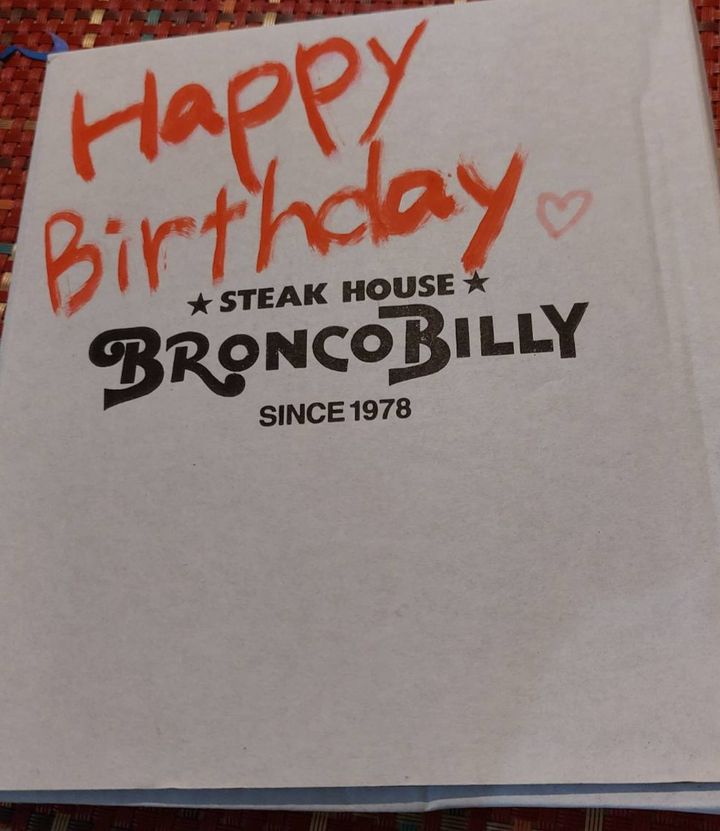 Happy
Birthday ♡
★ STEAK HOUSE ★
BRONCO BILLY
SINCE 1978